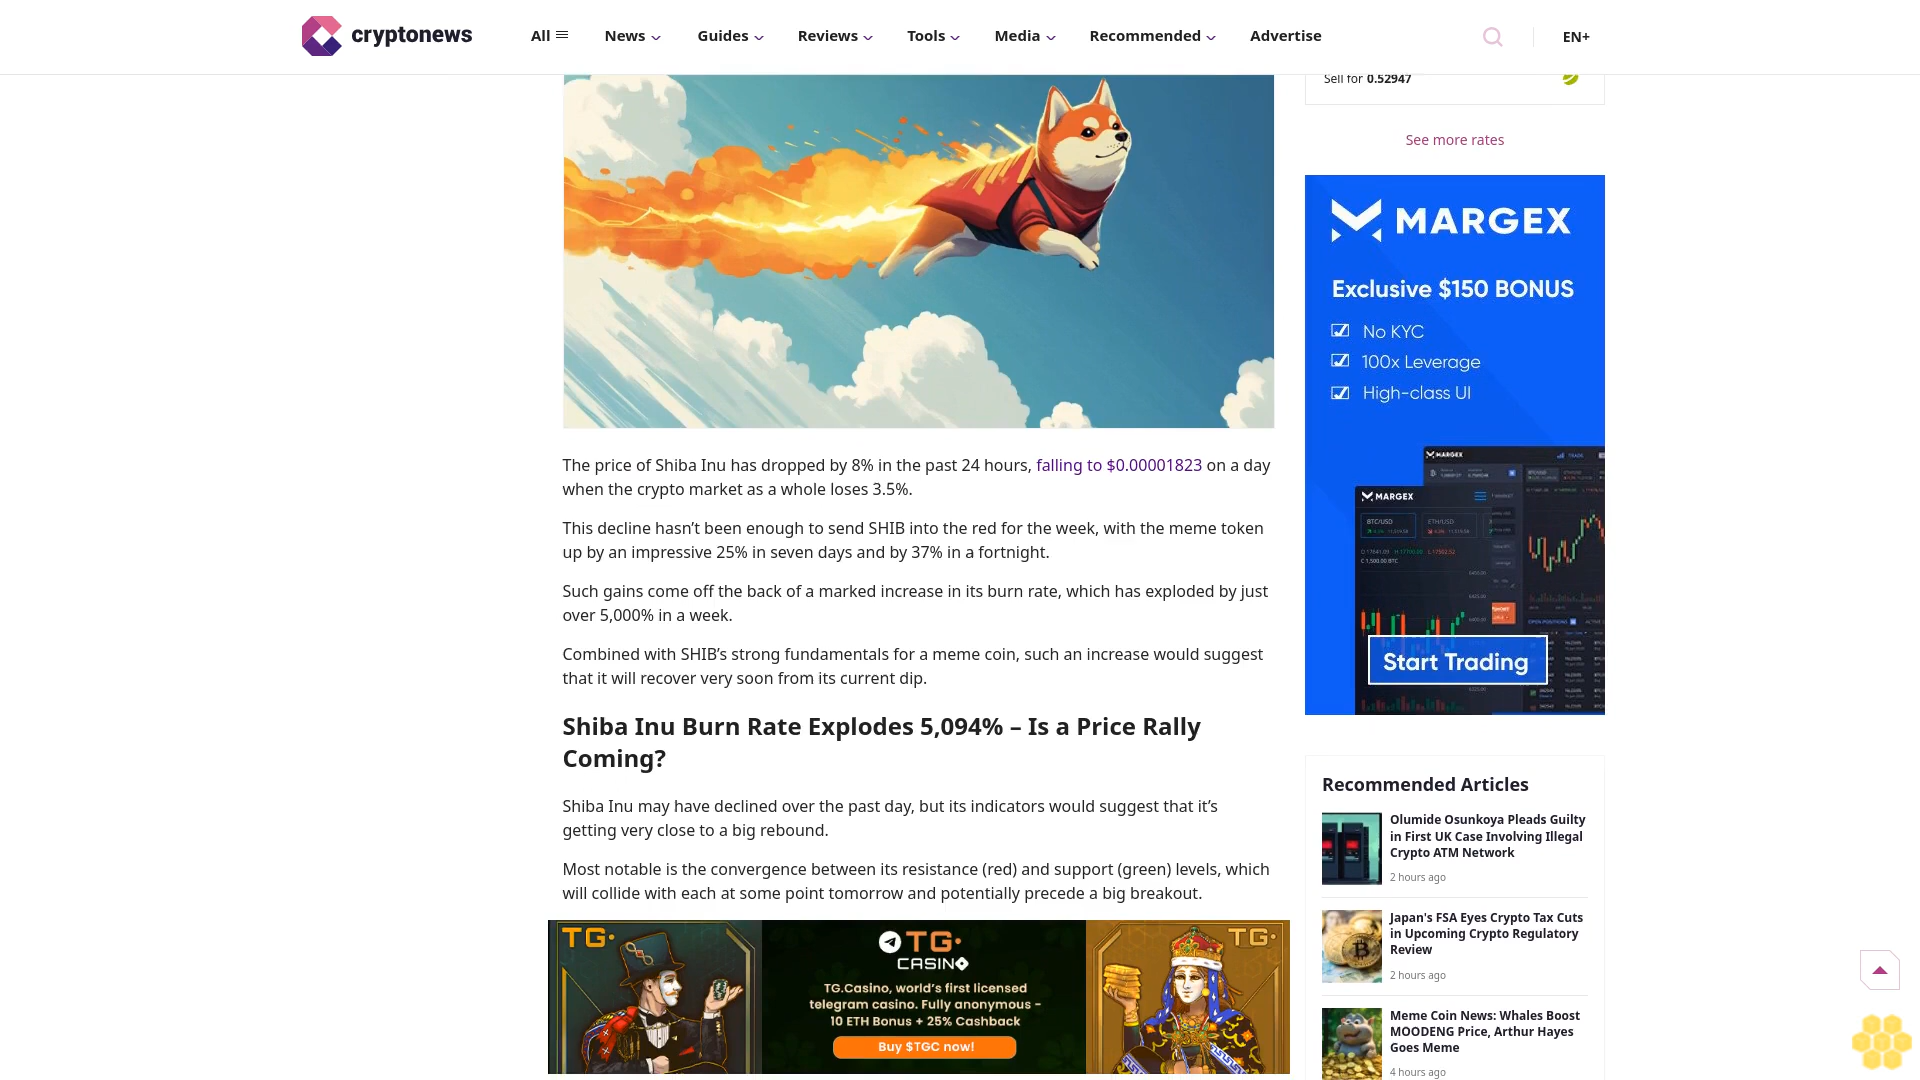 cryptonews
All
News
Guides
Reviews
Tools
Media
Recommended
Advertise
EN+
Sell for 0.52947
See more rates
MARGEX
Exclusive $150 BONUS
No KYC
100x Leverage
High-class UI
MARGEX
MARGEX
BTC/USD
ETH/USD
Start Trading
The price of Shiba Inu has dropped by 8% in the past 24 hours, falling to $0.00001823 on a day
when the crypto market as a whole loses 3.5%.
This decline hasn’t been enough to send SHIB into the red for the week, with the meme token
up by an impressive 25% in seven days and by 37% in a fortnight.
Such gains come off the back of a marked increase in its burn rate, which has exploded by just
over 5,000% in a week.
Combined with SHIB’s strong fundamentals for a meme coin, such an increase would suggest
that it will recover very soon from its current dip.
Shiba Inu Burn Rate Explodes 5,094% – Is a Price Rally
Coming?
Shiba Inu may have declined over the past day, but its indicators would suggest that it’s
getting very close to a big rebound.
Most notable is the convergence between its resistance (red) and support (green) levels, which
will collide with each at some point tomorrow and potentially precede a big breakout.
TG.
TG.
CASINO
TG.Casino, world’s first licensed
telegram casino. Fully anonymous -
10 ETH Bonus + 25% Cashback
Buy $TGC now!
TG.
Recommended Articles
Olumide Osunkoya Pleads Guilty
in First UK Case Involving Illegal
Crypto ATM Network
2 hours ago
Japan's FSA Eyes Crypto Tax Cuts
in Upcoming Crypto Regulatory
Review
2 hours ago
Meme Coin News: Whales Boost
MOODENG Price, Arthur Hayes
Goes Meme
4 hours ago